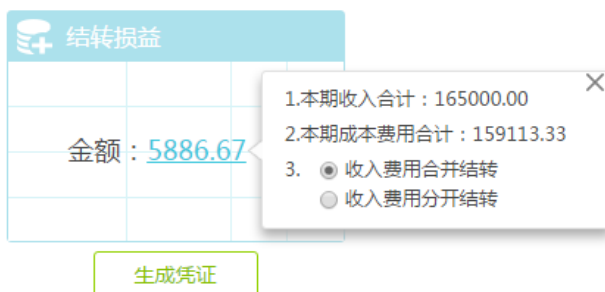 结转损益
1.本期收入合计：165000.00
2.本期成本费用合计：159113.33
金额：5886.67
3. 收入费用合并结转
收入费用分开结转
生成凭证